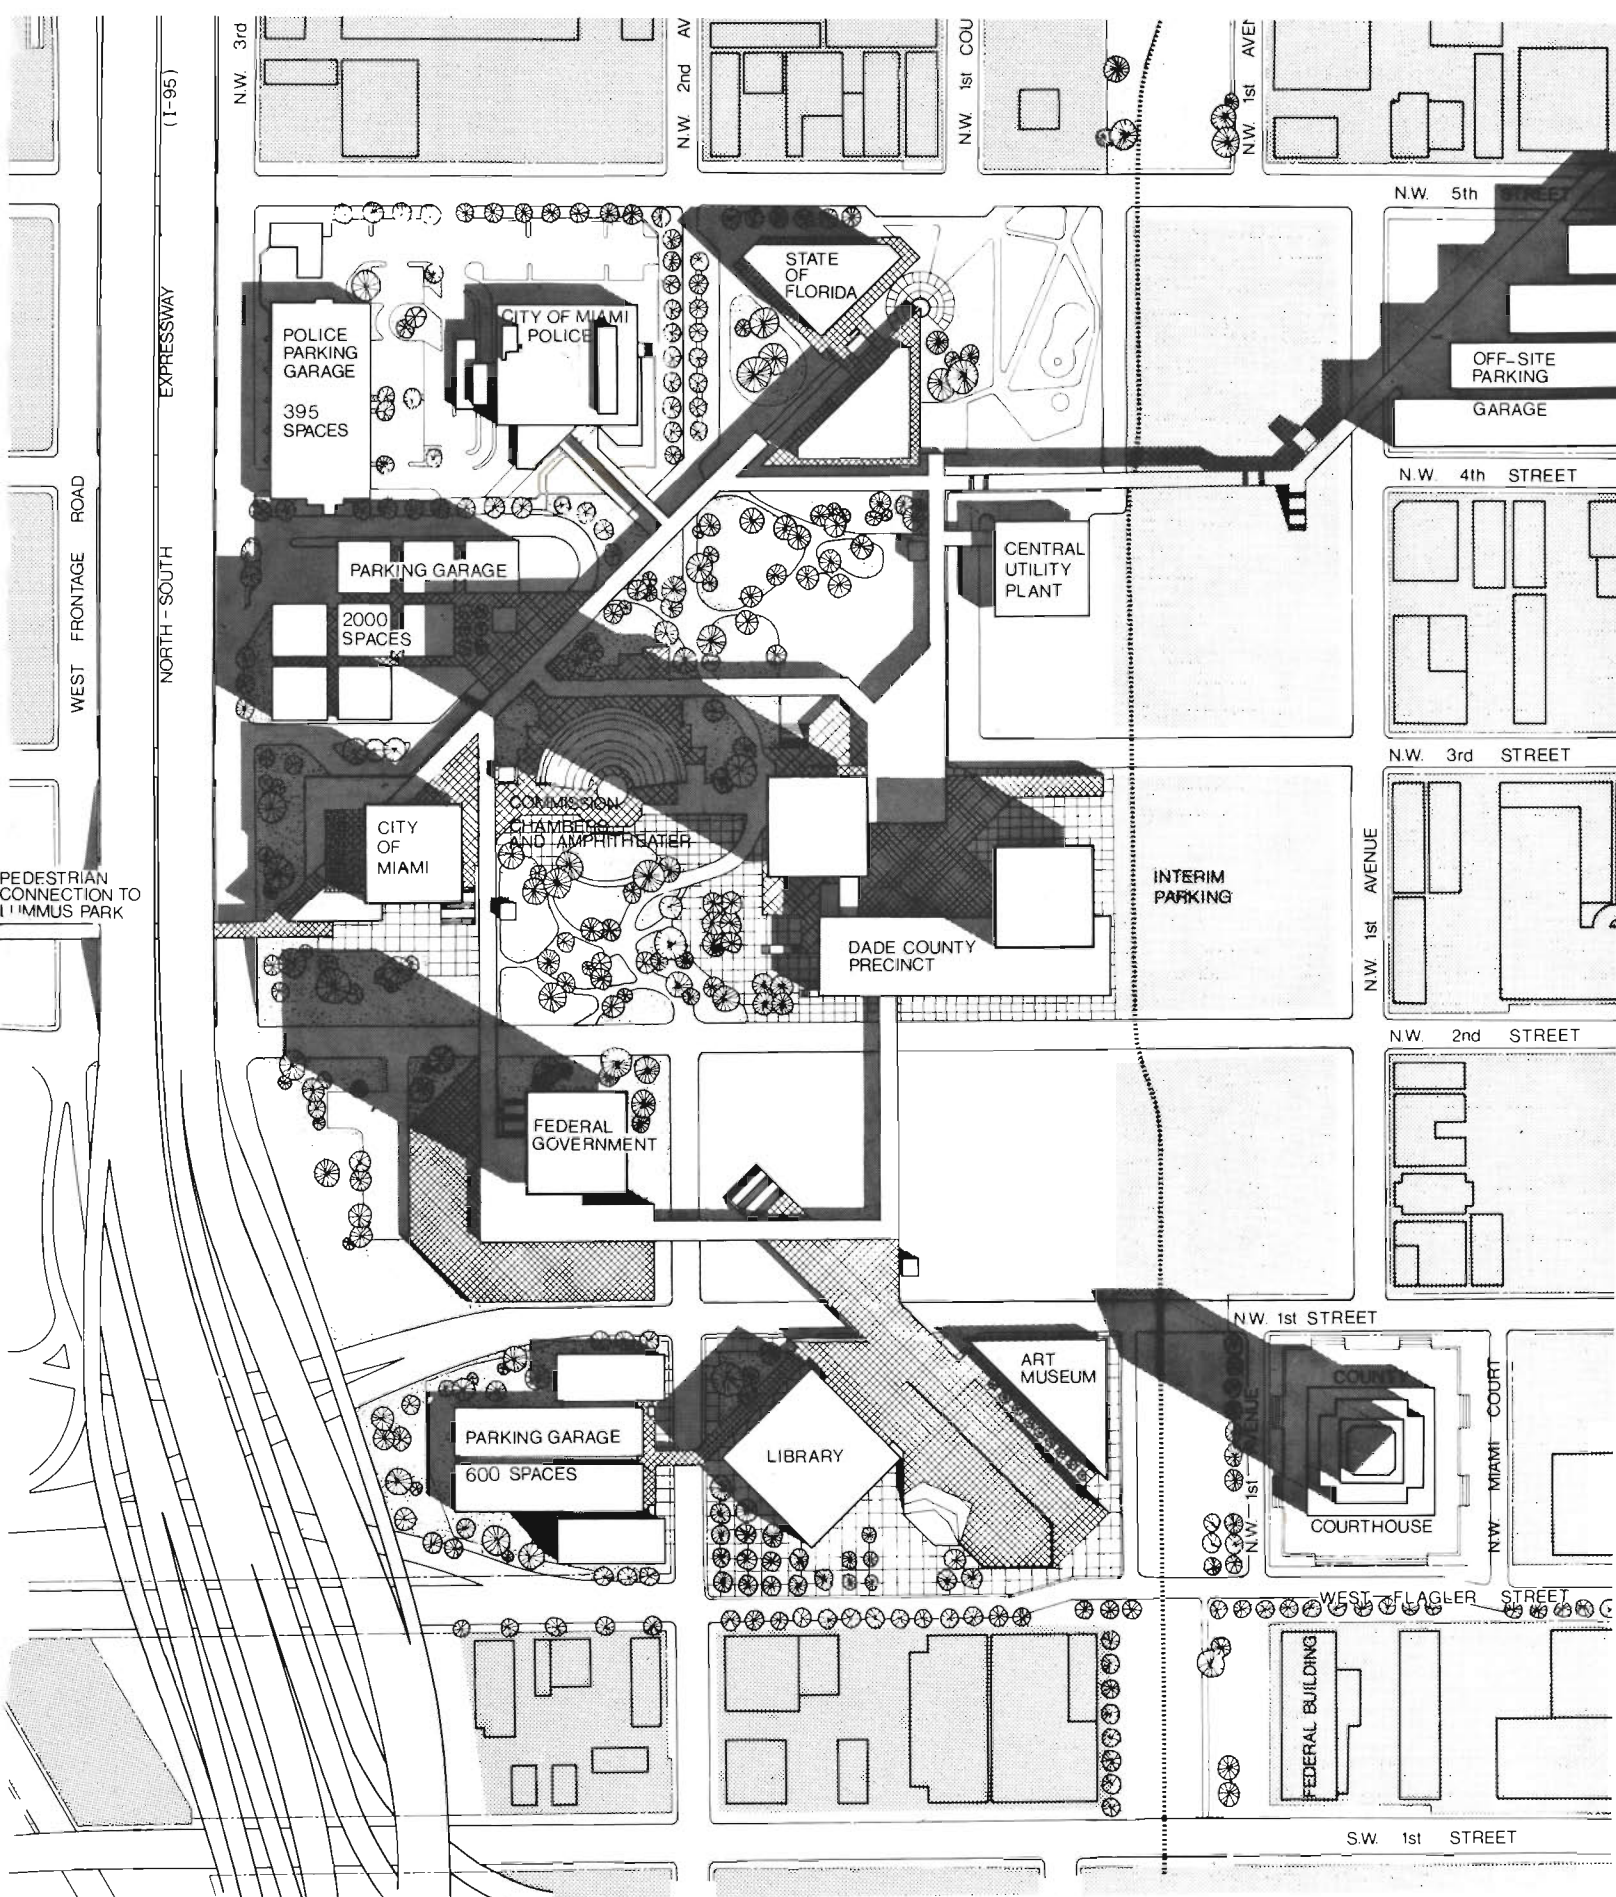 N.W. 3rd
N.W. 2nd AV
N.W. 1st COU
N.W. 1st AVEN
(I-95)
EXPRESSWAY
NORTH-SOUTH
WEST FRONTAGE ROAD
N.W. 5th STREET
STATE
OF
FLORIDA
CITY OF MIAMI
POLICE
POLICE
PARKING
GARAGE
395
SPACES
OFF-SITE
PARKING
GARAGE
N.W. 4th STREET
CENTRAL
UTILITY
PLANT
PARKING GARAGE
2000
SPACES
N.W. 3rd STREET
COMMISSION
CHAMBERS
AND AMPHITHEATER
CITY
OF
MIAMI
PEDESTRIAN
CONNECTION TO
LUMMUS PARK
INTERIM
PARKING
N.W. 1st AVENUE
DADE COUNTY
PRECINCT
N.W. 2nd STREET
FEDERAL
GOVERNMENT
N.W. 1st STREET
ART
MUSEUM
COUNTY
COURTHOUSE
N.W. 1st AVENUE
N.W. MIAMI COURT
PARKING GARAGE
600 SPACES
LIBRARY
WEST FLAGLER STREET
FEDERAL BUILDING
S.W. 1st STREET